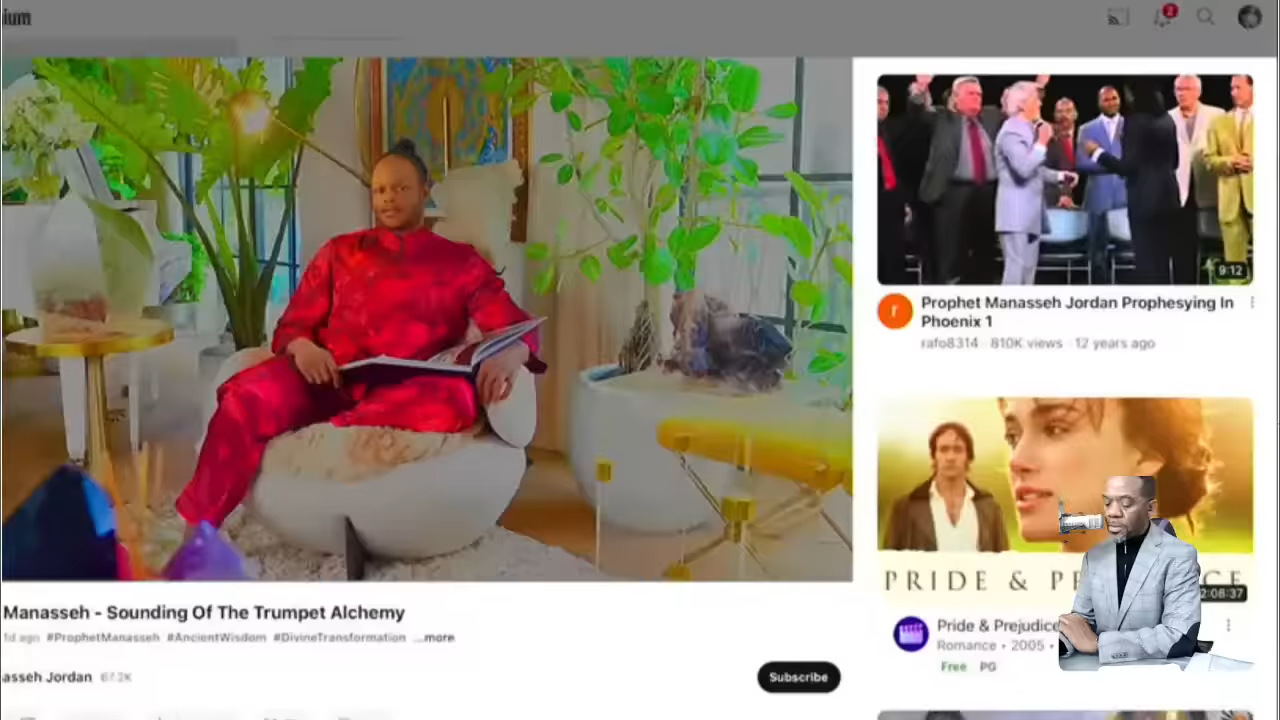 ium
2
9:12
r
Prophet Manasseh Jordan Prophesying In
Phoenix 1
rafo8314 · 810K views · 12 years ago
PRIDE & P CE
2:08:37
Pride & Prejudice
Romance • 2005 •
Free PG
Manasseh - Sounding Of The Trumpet Alchemy
1d ago #ProphetManasseh #AncientWisdom #DivineTransformation ...more
asseh Jordan 67.2K
Subscribe